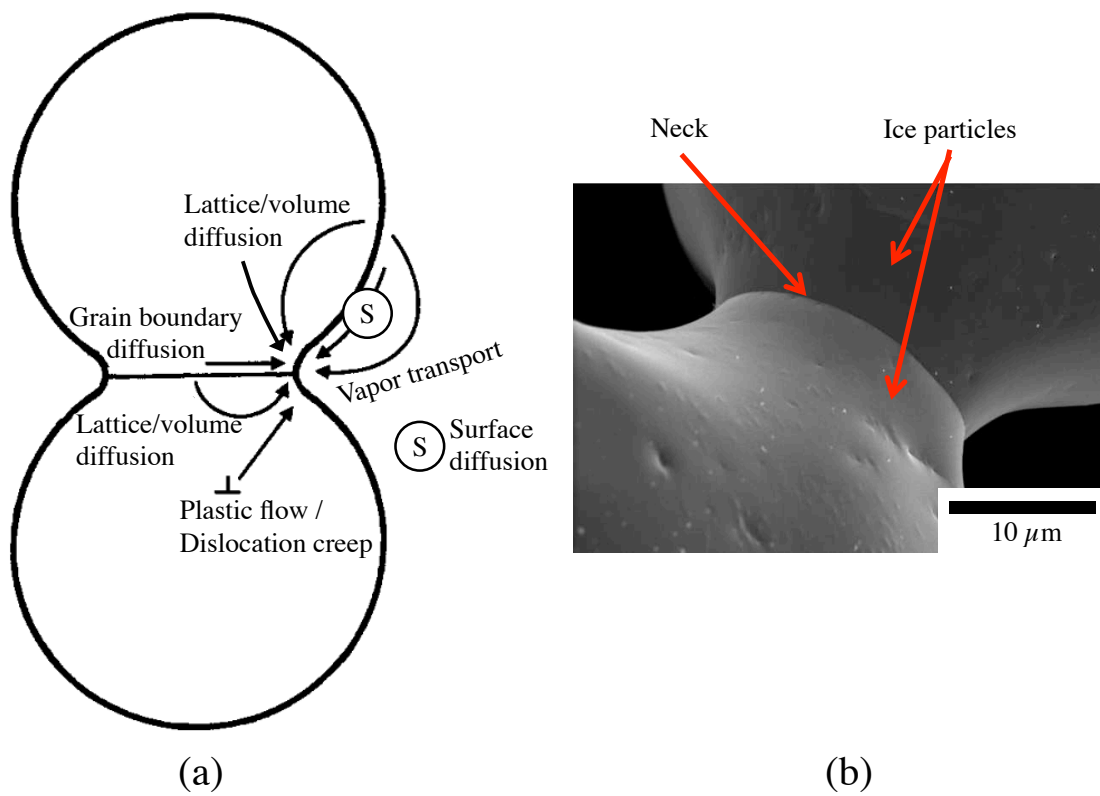 Lattice/volume
diffusion
S
Grain boundary
diffusion
Vapor transport
Lattice/volume
diffusion
S Surface
diffusion
Plastic flow /
Dislocation creep
(a)
Neck
Ice particles
10 µm
(b)